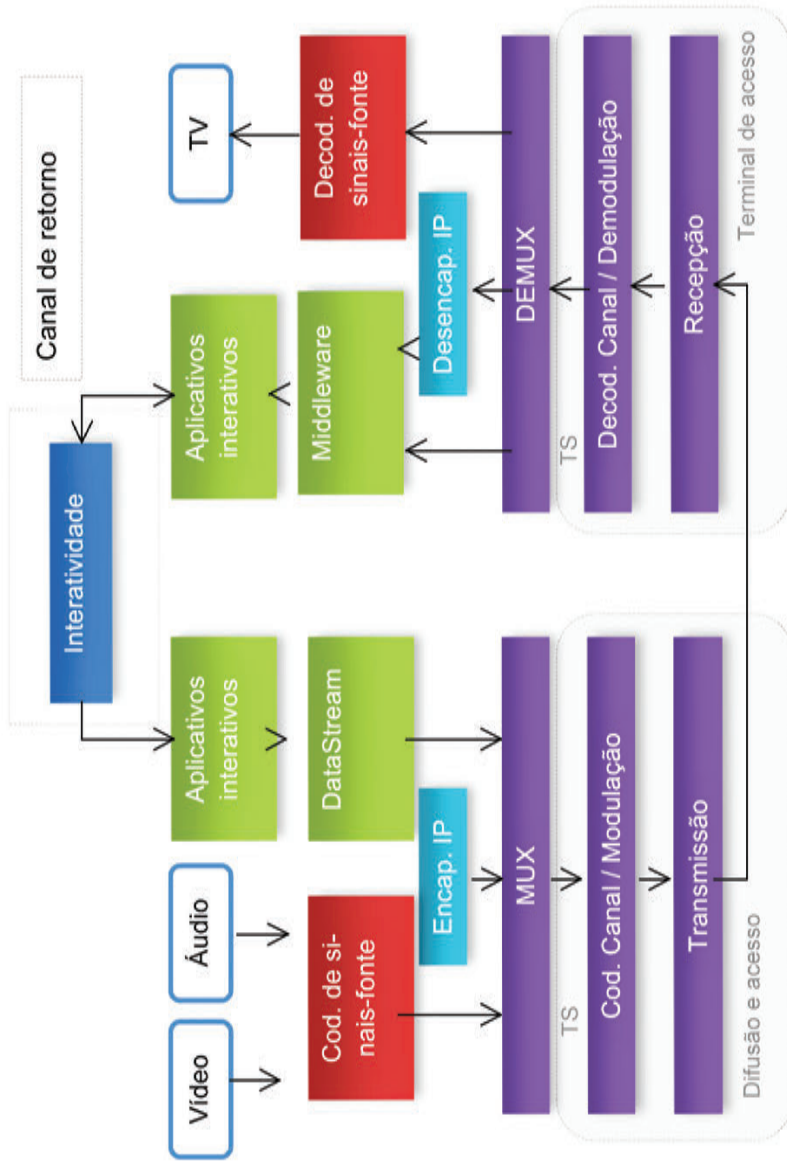 Canal de retorno
Interatividade
Vídeo
Áudio
Aplicativos
interativos
Aplicativos
interativos
TV
Cod. de si-
nais-fonte
DataStream
Middleware
Decod. de
sinais-fonte
Encap. IP
Desencap. IP
MUX
DEMUX
TS
TS
Cod. Canal / Modulação
Decod. Canal / Demodulação
Transmissão
Recepção
Difusão e acesso
Terminal de acesso